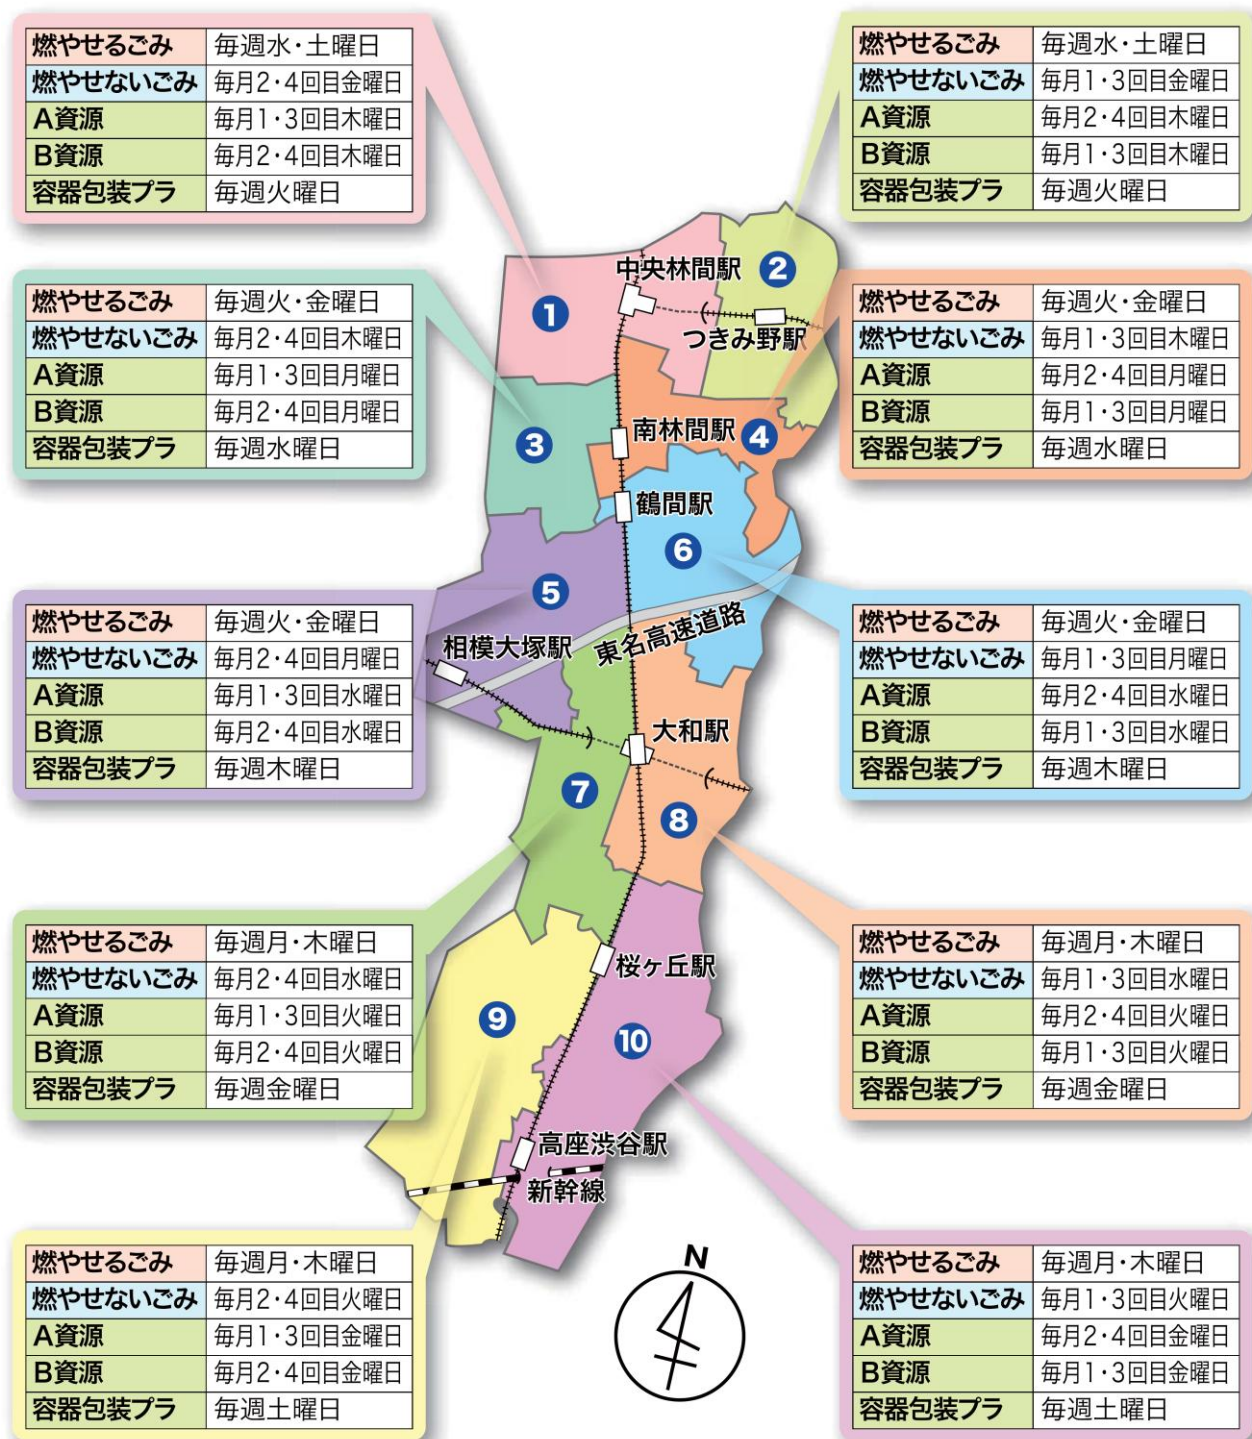 燃やせるごみ 毎週水・土曜日
燃やせないごみ 毎月2・4回目金曜日
A資源 毎月1・3回目木曜日
B資源 毎月2・4回目木曜日
容器包装プラ 毎週火曜日
燃やせるごみ 毎週水・土曜日
燃やせないごみ 毎月1・3回目金曜日
A資源 毎月2・4回目木曜日
B資源 毎月1・3回目木曜日
容器包装プラ 毎週火曜日
燃やせるごみ 毎週火・金曜日
燃やせないごみ 毎月2・4回目木曜日
A資源 毎月1・3回目月曜日
B資源 毎月2・4回目月曜日
容器包装プラ 毎週水曜日
燃やせるごみ 毎週火・金曜日
燃やせないごみ 毎月1・3回目木曜日
A資源 毎月2・4回目月曜日
B資源 毎月1・3回目月曜日
容器包装プラ 毎週水曜日
燃やせるごみ 毎週火・金曜日
燃やせないごみ 毎月2・4回目月曜日
A資源 毎月1・3回目水曜日
B資源 毎月2・4回目水曜日
容器包装プラ 毎週木曜日
燃やせるごみ 毎週火・金曜日
燃やせないごみ 毎月1・3回目月曜日
A資源 毎月2・4回目水曜日
B資源 毎月1・3回目水曜日
容器包装プラ 毎週木曜日
燃やせるごみ 毎週月・木曜日
燃やせないごみ 毎月2・4回目水曜日
A資源 毎月1・3回目火曜日
B資源 毎月2・4回目火曜日
容器包装プラ 毎週金曜日
燃やせるごみ 毎週月・木曜日
燃やせないごみ 毎月1・3回目水曜日
A資源 毎月2・4回目火曜日
B資源 毎月1・3回目火曜日
容器包装プラ 毎週金曜日
燃やせるごみ 毎週月・木曜日
燃やせないごみ 毎月2・4回目火曜日
A資源 毎月1・3回目金曜日
B資源 毎月2・4回目金曜日
容器包装プラ 毎週土曜日
燃やせるごみ 毎週月・木曜日
燃やせないごみ 毎月1・3回目火曜日
A資源 毎月2・4回目金曜日
B資源 毎月1・3回目金曜日
容器包装プラ 毎週土曜日
中央林間駅
2
1
つきみ野駅
南林間駅
4
3
鶴間駅
6
5
東名高速道路
相模大塚駅
大和駅
7
8
桜ヶ丘駅
9
10
高座渋谷駅
新幹線
N